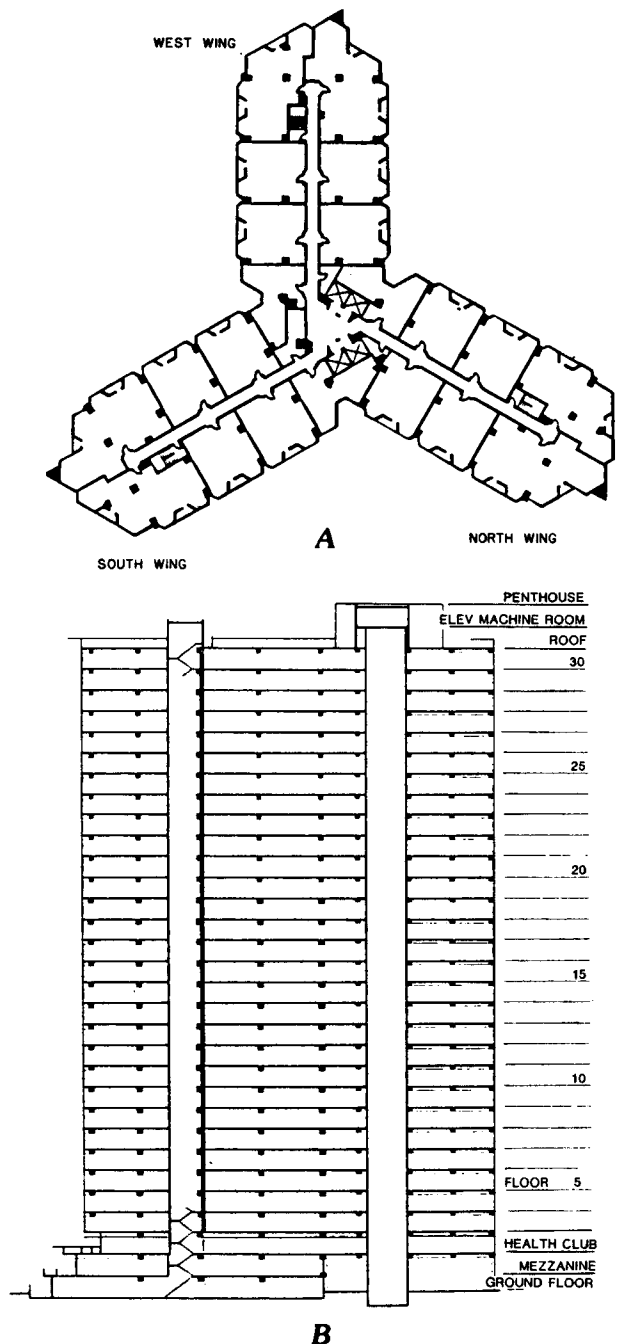 WEST WING
A
NORTH WING
SOUTH WING
PENTHOUSE
ELEV MACHINE ROOM
ROOF
30
25
20
15
10
FLOOR 5
HEALTH CLUB
MEZZANINE
GROUND FLOOR
B